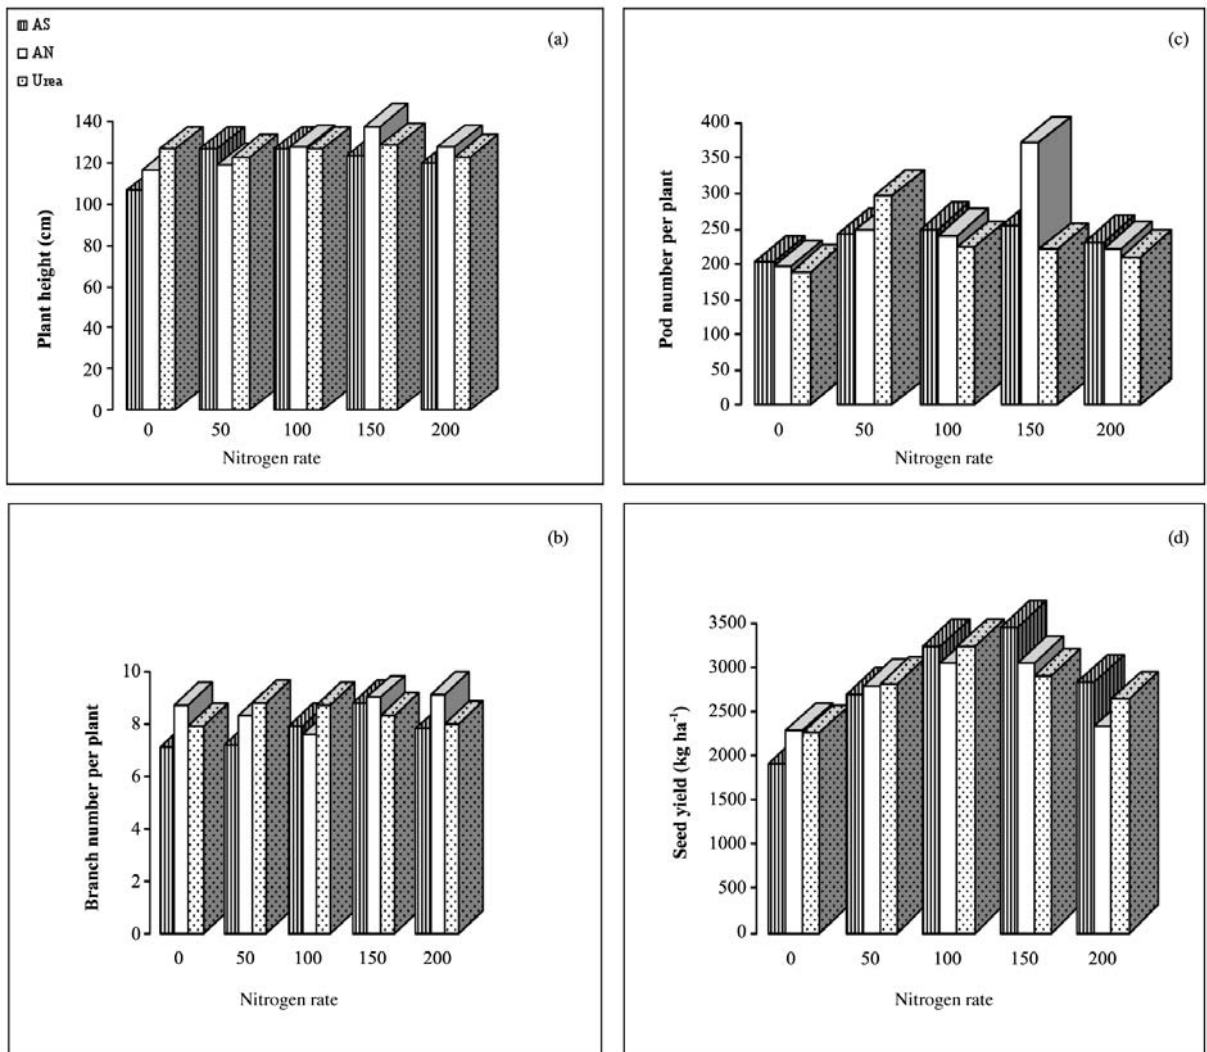 AS
AN
Urea
(a)
140
120
100
80
60
40
20
0
Plant height (cm)
0 50 100 150 200
Nitrogen rate
(c)
400
350
300
250
200
150
100
50
0
Pod number per plant
0 50 100 150 200
Nitrogen rate
(b)
10
8
6
4
2
0
Branch number per plant
0 50 100 150 200
Nitrogen rate
(d)
3500
3000
2500
2000
1500
1000
500
0
Seed yield (kg ha⁻¹)
0 50 100 150 200
Nitrogen rate